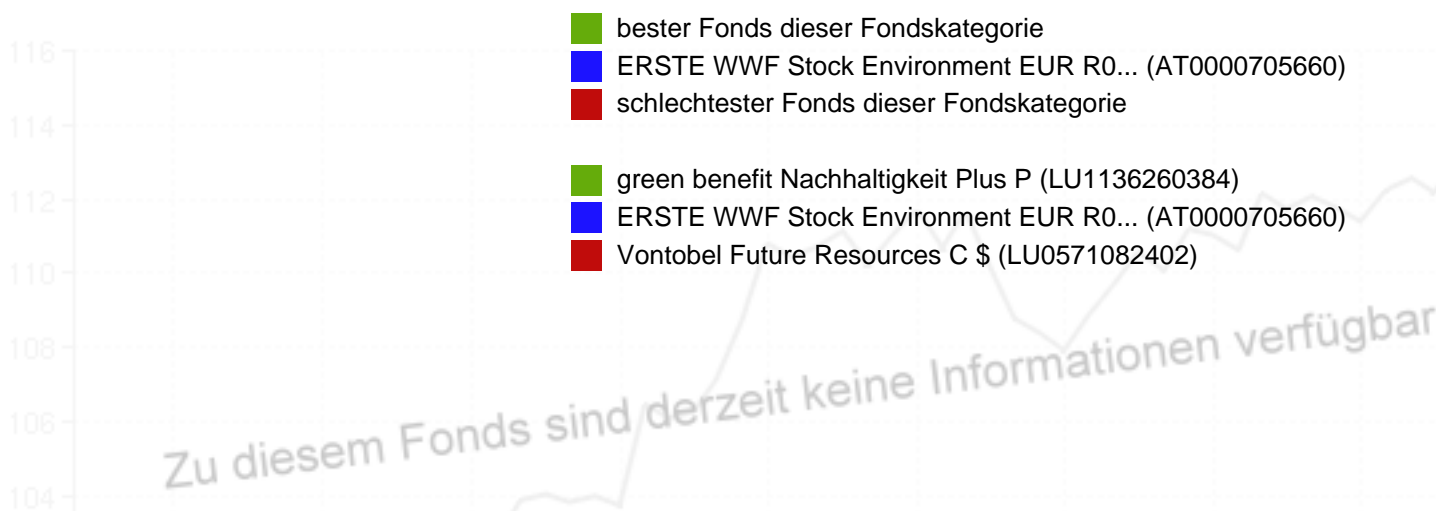 bester Fonds dieser Fondskategorie
ERSTE WWF Stock Environment EUR R0... (AT0000705660)
schlechtester Fonds dieser Fondskategorie
green benefit Nachhaltigkeit Plus P (LU1136260384)
ERSTE WWF Stock Environment EUR R0... (AT0000705660)
Vontobel Future Resources C $ (LU0571082402)
116
114
112
110
108
106
104
Zu diesem Fonds sind derzeit keine Informationen verfügbar